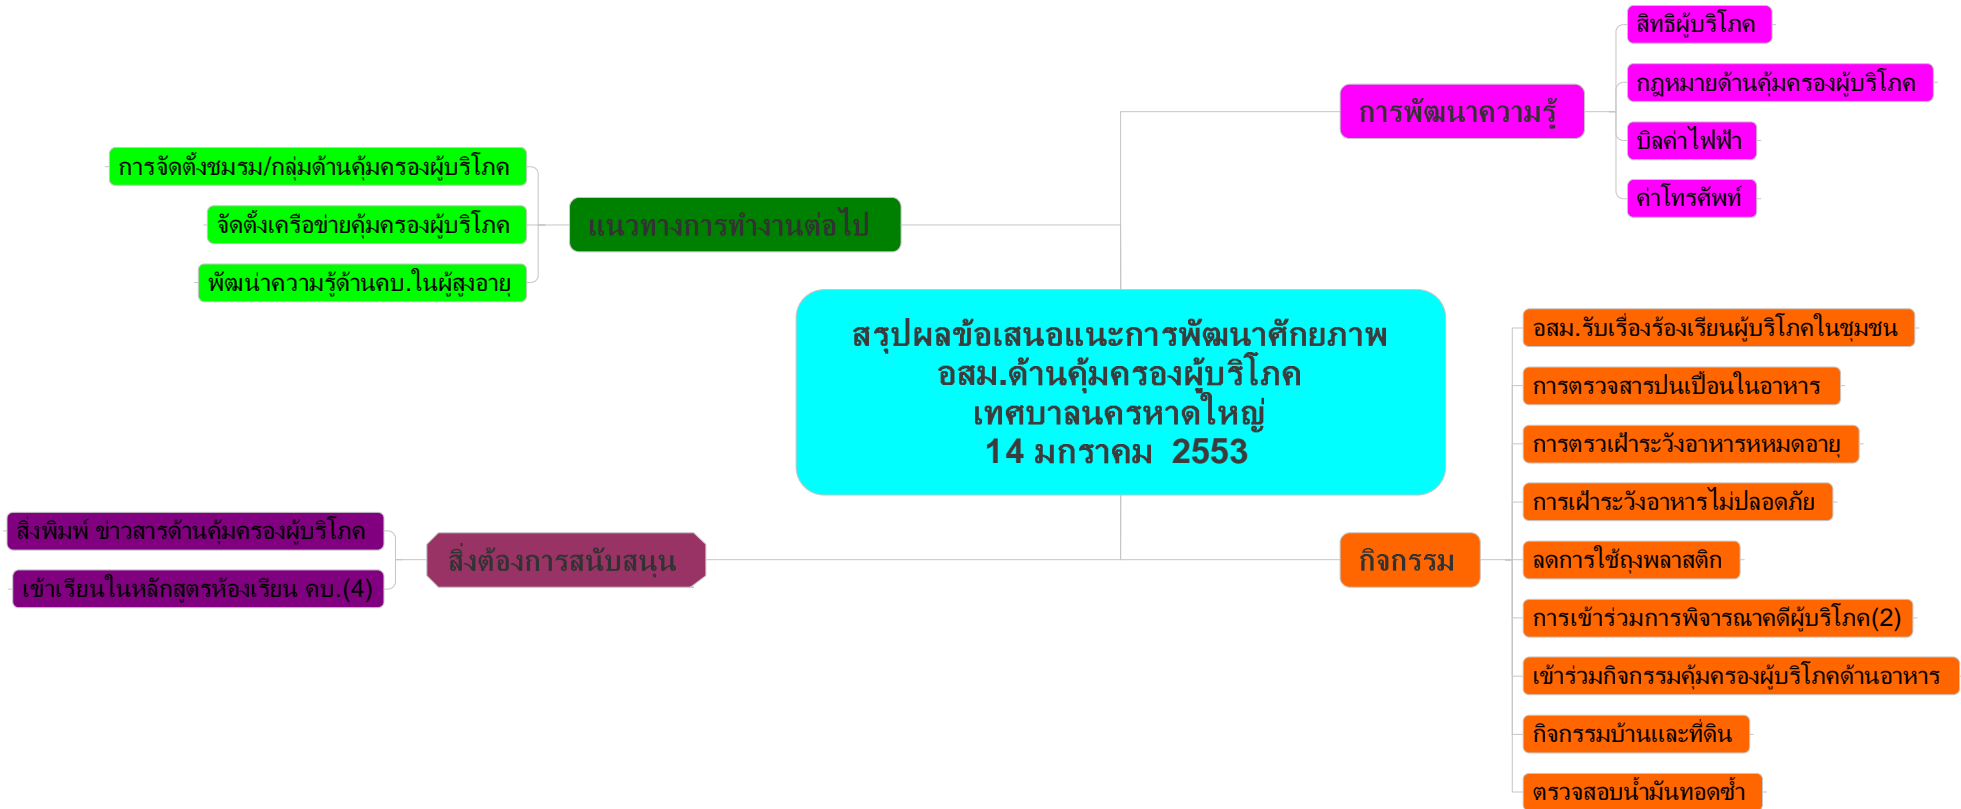 สรุปผลข้อเสนอแนะการพัฒนาศักยภาพ
อสม.ด้านคุ้มครองผู้บริโภค
เทศบาลนครหาดใหญ่
14 มกราคม 2553
การพัฒนาความรู้
สิทธิผู้บริโภค
กฎหมายด้านคุ้มครองผู้บริโภค
บิลค่าไฟฟ้า
ค่าโทรศัพท์
กิจกรรม
อสม.รับเรื่องร้องเรียนผู้บริโภคในชุมชน
การตรวจสารปนเปื้อนในอาหาร
การตรวเฝ้าระวังอาหารหหมดอายุ
การเฝ้าระวังอาหารไม่ปลอดภัย
ลดการใช้ถุงพลาสติก
การเข้าร่วมการพิจารณาคดีผู้บริโภค(2)
เข้าร่วมกิจกรรมคุ้มครองผู้บริโภคด้านอาหาร
กิจกรรมบ้านและที่ดิน
ตรวจสอบน้ำมันทอดซ้ำ
แนวทางการทำงานต่อไป
การจัดตั้งชมรม/กลุ่มด้านคุ้มครองผู้บริโภค
จัดตั้งเครือข่ายคุ้มครองผู้บริโภค
พัฒน่าความรู้ด้านคบ.ในผู้สูงอายุ
สิ่งต้องการสนับสนุน
สิ่งพิมพ์ ข่าวสารด้านคุ้มครองผู้บริโภค
เข้าเรียนในหลักสูตรห้องเรียน คบ.(4)